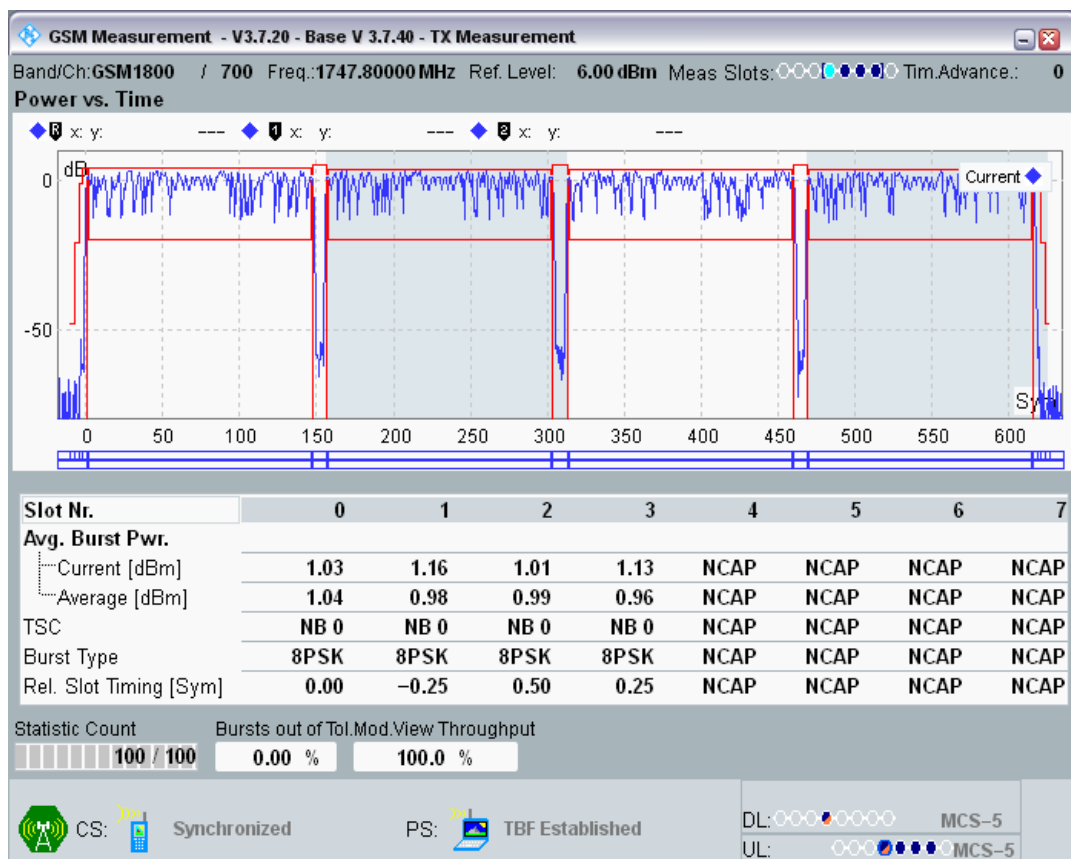 GSM Measurement - V3.7.20 - Base V 3.7.40 - TX Measurement
Band/Ch:GSM1800 / 700 Freq.:1747.80000 MHz Ref. Level: 6.00 dBm Meas Slots: Tim.Advance.: 0
Power vs. Time
R x: y: --- 1 x: y: --- 2 x: y: ---
dB
Current
0
-50
Sym
0 50 100 150 200 250 300 350 400 450 500 550 600
Slot Nr. 0 1 2 3 4 5 6 7
Avg. Burst Pwr.
Current [dBm] 1.03 1.16 1.01 1.13 NCAP NCAP NCAP NCAP
Average [dBm] 1.04 0.98 0.99 0.96 NCAP NCAP NCAP NCAP
TSC NB 0 NB 0 NB 0 NB 0 NCAP NCAP NCAP NCAP
Burst Type 8PSK 8PSK 8PSK 8PSK NCAP NCAP NCAP NCAP
Rel. Slot Timing [Sym] 0.00 −0.25 0.50 0.25 NCAP NCAP NCAP NCAP
Statistic Count Bursts out of Tol.Mod.View Throughput
100 / 100 0.00 % 100.0 %
CS: Synchronized PS: TBF Established
DL: MCS−5
UL: MCS−5